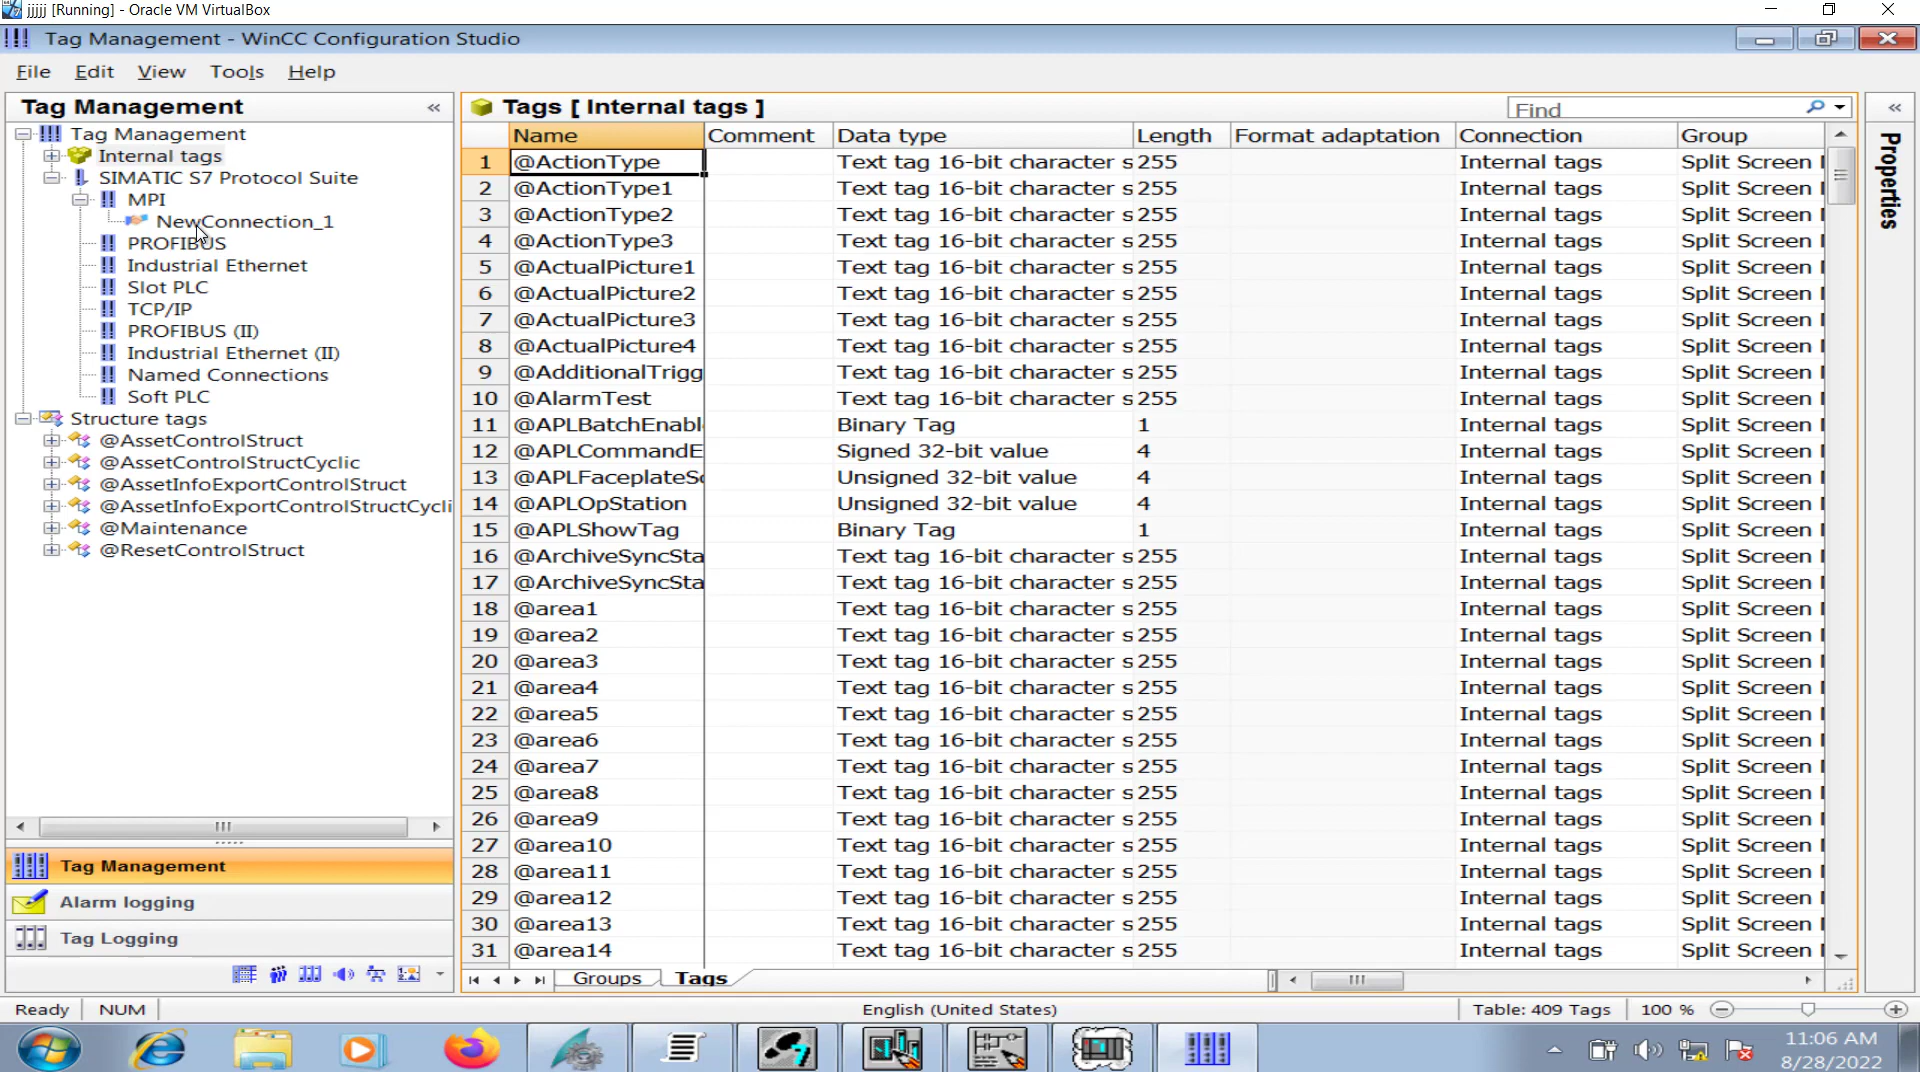 jjjjj [Running] - Oracle VM VirtualBox
Tag Management - WinCC Configuration Studio
File Edit View Tools Help
Tag Management «
Tag Management
Internal tags
SIMATIC S7 Protocol Suite
MPI
NewConnection_1
PROFIBUS
Industrial Ethernet
Slot PLC
TCP/IP
PROFIBUS (II)
Industrial Ethernet (II)
Named Connections
Soft PLC
Structure tags
@AssetControlStruct
@AssetControlStructCyclic
@AssetInfoExportControlStruct
@AssetInfoExportControlStructCycli
@Maintenance
@ResetControlStruct
Tag Management
Alarm logging
Tag Logging
Tags [ Internal tags ] Find
Name Comment Data type Length Format adaptation Connection Group
1 @ActionType Text tag 16-bit character s 255 Internal tags Split Screen
2 @ActionType1 Text tag 16-bit character s 255 Internal tags Split Screen
3 @ActionType2 Text tag 16-bit character s 255 Internal tags Split Screen
4 @ActionType3 Text tag 16-bit character s 255 Internal tags Split Screen
5 @ActualPicture1 Text tag 16-bit character s 255 Internal tags Split Screen
6 @ActualPicture2 Text tag 16-bit character s 255 Internal tags Split Screen
7 @ActualPicture3 Text tag 16-bit character s 255 Internal tags Split Screen
8 @ActualPicture4 Text tag 16-bit character s 255 Internal tags Split Screen
9 @AdditionalTrigg Text tag 16-bit character s 255 Internal tags Split Screen
10 @AlarmTest Text tag 16-bit character s 255 Internal tags Split Screen
11 @APLBatchEnabl Binary Tag 1 Internal tags Split Screen
12 @APLCommandE Signed 32-bit value 4 Internal tags Split Screen
13 @APLFaceplateSc Unsigned 32-bit value 4 Internal tags Split Screen
14 @APLOpStation Unsigned 32-bit value 4 Internal tags Split Screen
15 @APLShowTag Binary Tag 1 Internal tags Split Screen
16 @ArchiveSyncSta Text tag 16-bit character s 255 Internal tags Split Screen
17 @ArchiveSyncSta Text tag 16-bit character s 255 Internal tags Split Screen
18 @area1 Text tag 16-bit character s 255 Internal tags Split Screen
19 @area2 Text tag 16-bit character s 255 Internal tags Split Screen
20 @area3 Text tag 16-bit character s 255 Internal tags Split Screen
21 @area4 Text tag 16-bit character s 255 Internal tags Split Screen
22 @area5 Text tag 16-bit character s 255 Internal tags Split Screen
23 @area6 Text tag 16-bit character s 255 Internal tags Split Screen
24 @area7 Text tag 16-bit character s 255 Internal tags Split Screen
25 @area8 Text tag 16-bit character s 255 Internal tags Split Screen
26 @area9 Text tag 16-bit character s 255 Internal tags Split Screen
27 @area10 Text tag 16-bit character s 255 Internal tags Split Screen
28 @area11 Text tag 16-bit character s 255 Internal tags Split Screen
29 @area12 Text tag 16-bit character s 255 Internal tags Split Screen
30 @area13 Text tag 16-bit character s 255 Internal tags Split Screen
31 @area14 Text tag 16-bit character s 255 Internal tags Split Screen
Groups Tags
«
Properties
Ready NUM English (United States) Table: 409 Tags 100 %
11:06 AM
8/28/2022